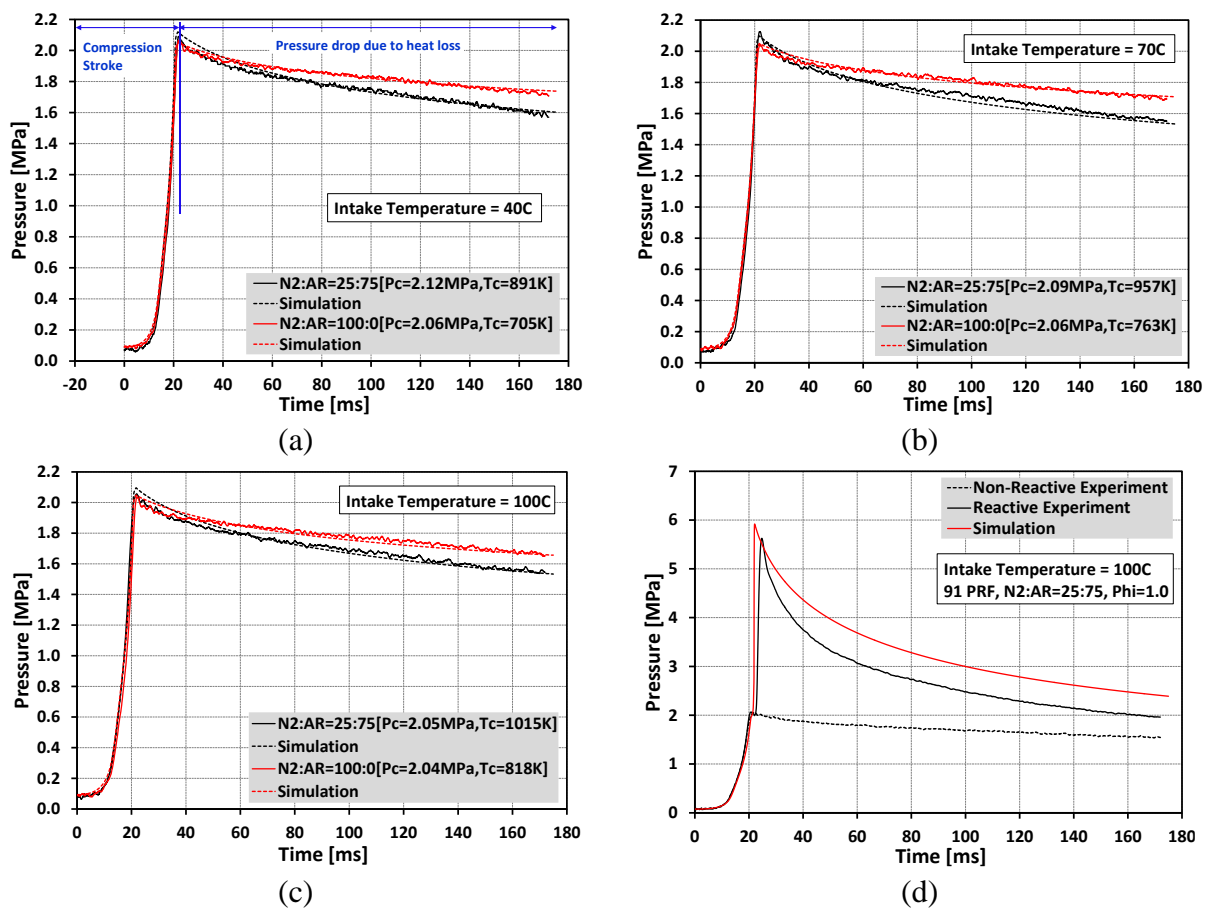 2.2
2.0
1.8
1.6
1.4
1.2
1.0
0.8
0.6
0.4
0.2
0.0
Pressure [MPa]
Compression
Stroke
Pressure drop due to heat loss
Intake Temperature = 40C
N2:AR=25:75[Pc=2.12MPa,Tc=891K]
Simulation
N2:AR=100:0[Pc=2.06MPa,Tc=705K]
Simulation
-20 0 20 40 60 80 100 120 140 160 180
Time [ms]
(a)
2.2
2.0
1.8
1.6
1.4
1.2
1.0
0.8
0.6
0.4
0.2
0.0
Pressure [MPa]
Intake Temperature = 70C
N2:AR=25:75[Pc=2.09MPa,Tc=957K]
Simulation
N2:AR=100:0[Pc=2.06MPa,Tc=763K]
Simulation
0 20 40 60 80 100 120 140 160 180
Time [ms]
(b)
2.2
2.0
1.8
1.6
1.4
1.2
1.0
0.8
0.6
0.4
0.2
0.0
Pressure [MPa]
Intake Temperature = 100C
N2:AR=25:75[Pc=2.05MPa,Tc=1015K]
Simulation
N2:AR=100:0[Pc=2.04MPa,Tc=818K]
Simulation
0 20 40 60 80 100 120 140 160 180
Time [ms]
(c)
7
6
5
4
3
2
1
0
Pressure [MPa]
Non-Reactive Experiment
Reactive Experiment
Simulation
Intake Temperature = 100C
91 PRF, N2:AR=25:75, Phi=1.0
0 20 40 60 80 100 120 140 160 180
Time [ms]
(d)